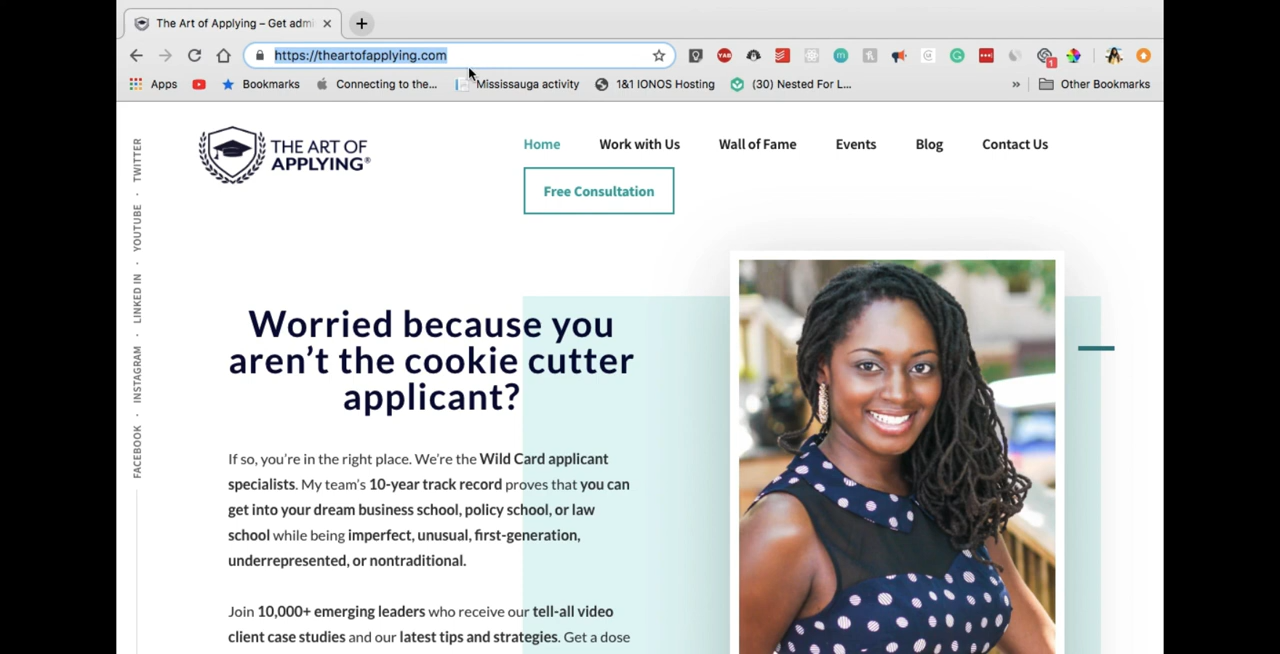 The Art of Applying – Get adm
https://theartofapplying.com
YAB
1
Apps
Bookmarks
Connecting to the...
Mississauga activity
1&1 IONOS Hosting
(30) Nested For L...
»
Other Bookmarks
THE ART OF
APPLYING®
Home
Work with Us
Wall of Fame
Events
Blog
Contact Us
Free Consultation
FACEBOOK · INSTAGRAM · LINKED IN · YOUTUBE · TWITTER
Worried because you
aren’t the cookie cutter
applicant?
If so, you’re in the right place. We’re the Wild Card applicant
specialists. My team’s 10-year track record proves that you can
get into your dream business school, policy school, or law
school while being imperfect, unusual, first-generation,
underrepresented, or nontraditional.
Join 10,000+ emerging leaders who receive our tell-all video
client case studies and our latest tips and strategies. Get a dose